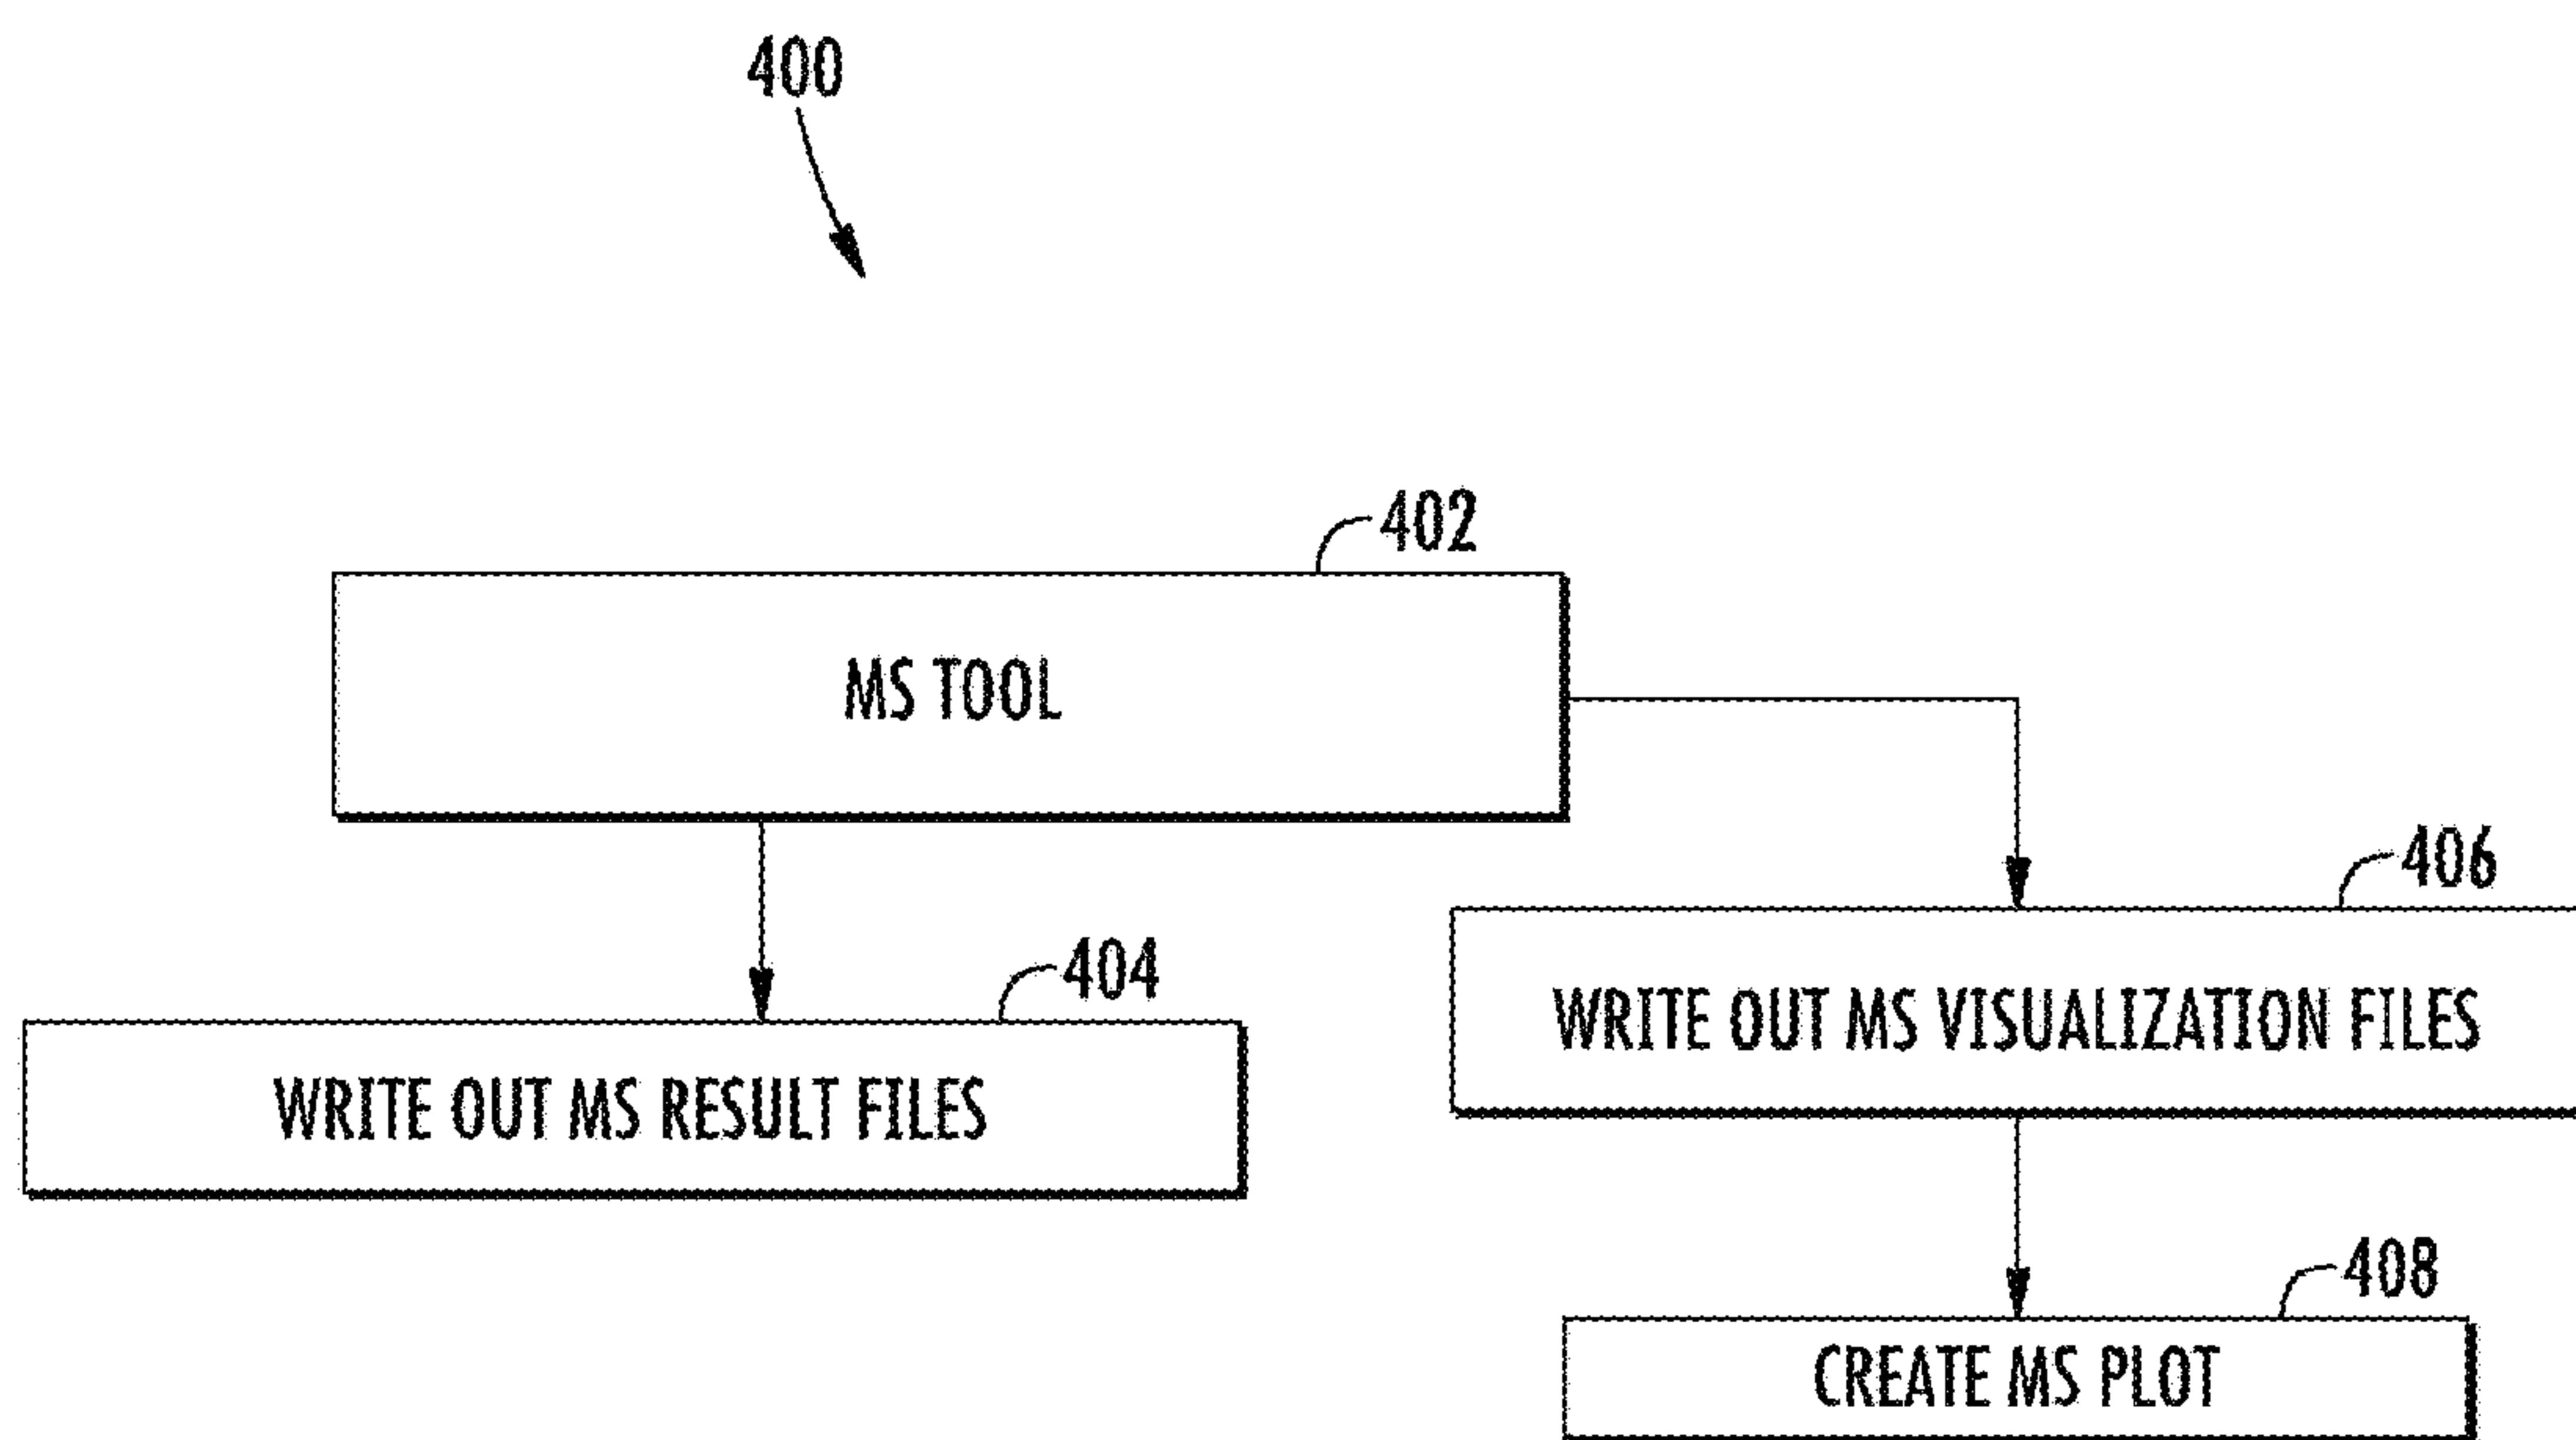 400
402
MS TOOL
406
WRITE OUT MS VISUALIZATION FILES
404
WRITE OUT MS RESULT FILES
408
CREATE MS PLOT